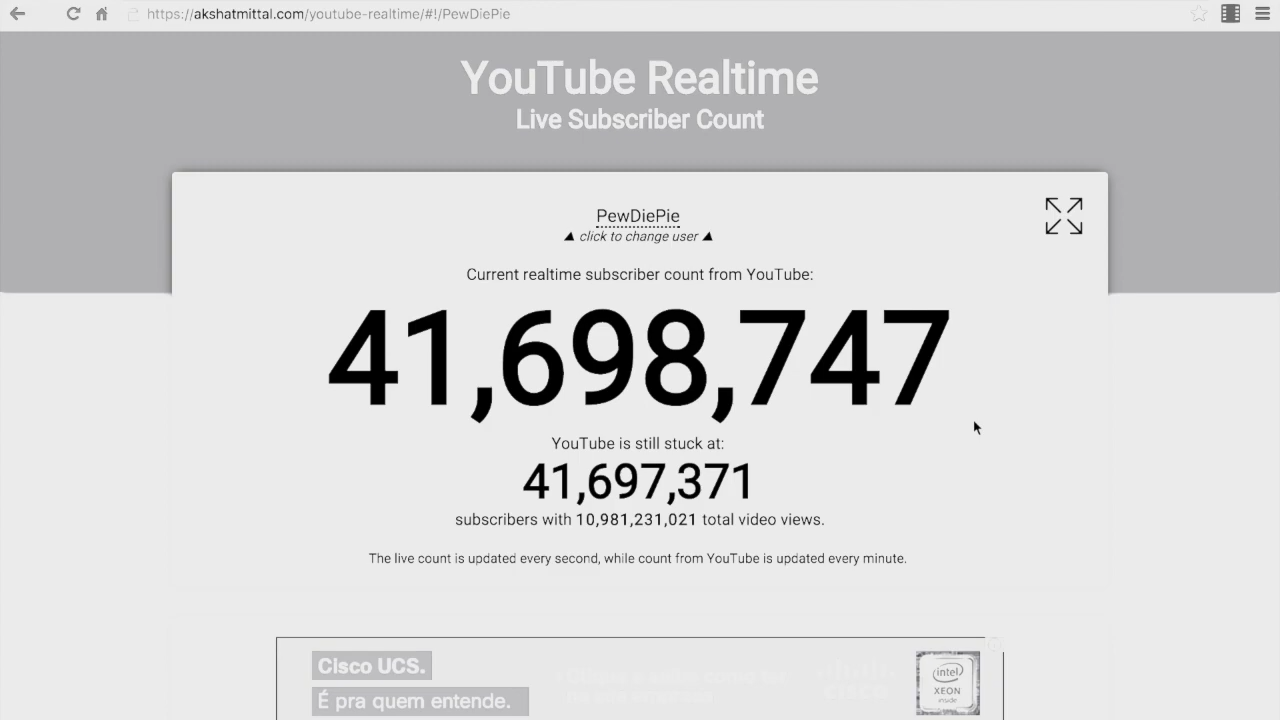 https://akshatmittal.com/youtube-realtime/#!/PewDiePie
YouTube Realtime
Live Subscriber Count
PewDiePie
▲ click to change user ▲
Current realtime subscriber count from YouTube:
41,698,747
YouTube is still stuck at:
41,697,371
subscribers with 10,981,231,021 total video views.
The live count is updated every second, while count from YouTube is updated every minute.
Cisco UCS.
É pra quem entende.
intel
XEON
inside